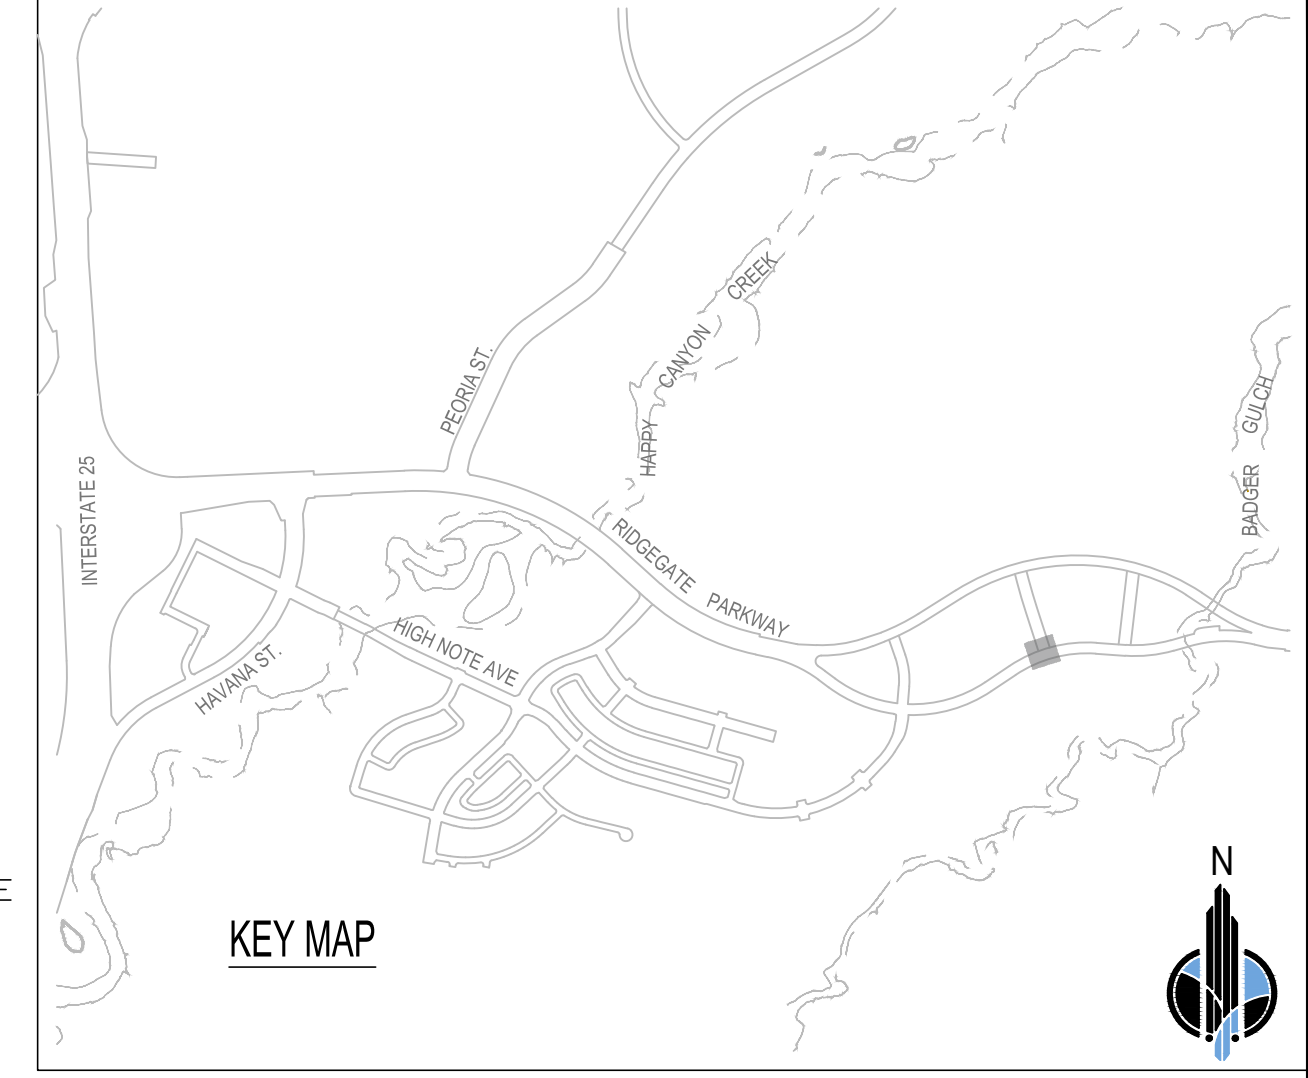 PEORIA ST.
HAPPY CANYON CREEK
INTERSTATE 25
BADGER GULCH
RIDGEGATE PARKWAY
HIGH NOTE AVE
HAVANA ST.
N
E
KEY MAP